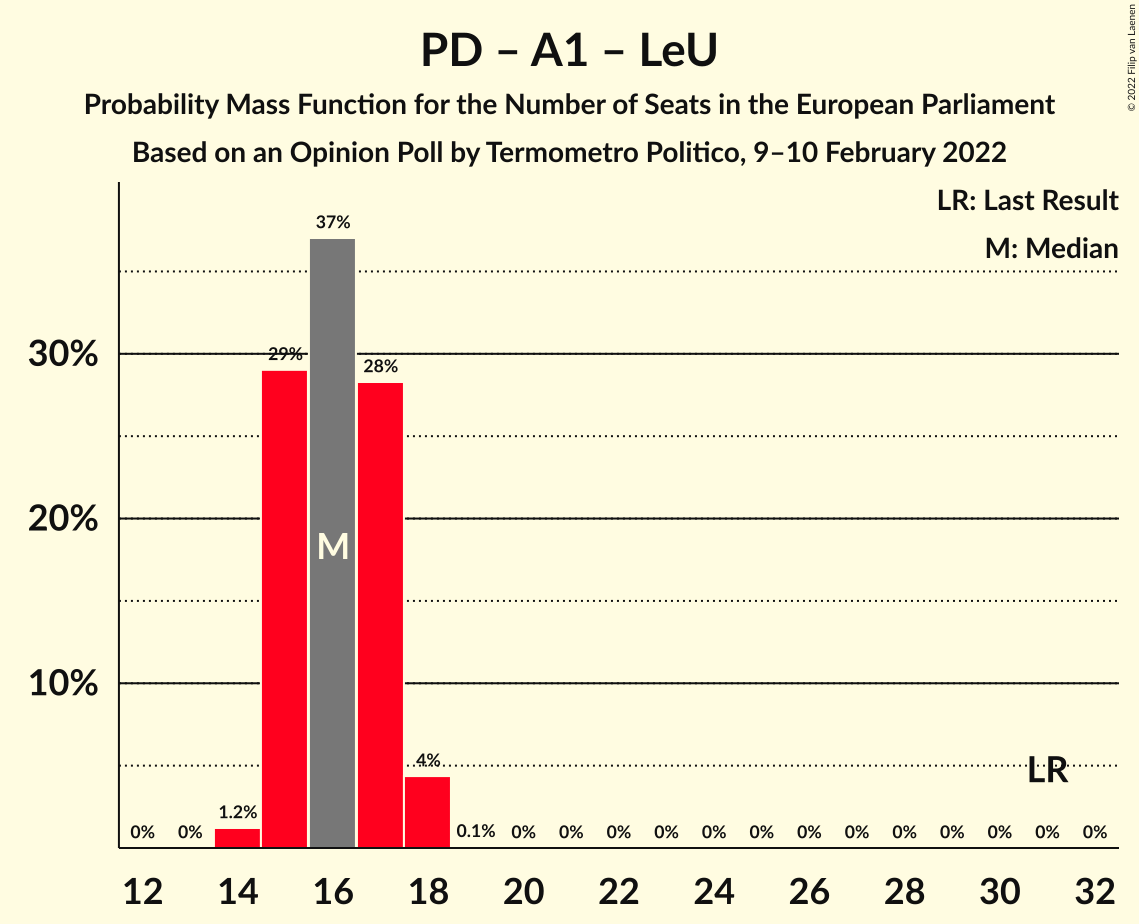 PD – A1 – LeU
Probability Mass Function for the Number of Seats in the European Parliament
Based on an Opinion Poll by Termometro Politico, 9–10 February 2022
© 2022 Filip van Laenen
LR: Last Result
M: Median
37%
30%
29%
28%
20%
M
10%
4%
LR
1.2%
0% 0% 0.1% 0% 0% 0% 0% 0% 0% 0% 0% 0% 0% 0% 0% 0%
12 14 16 18 20 22 24 26 28 30 32